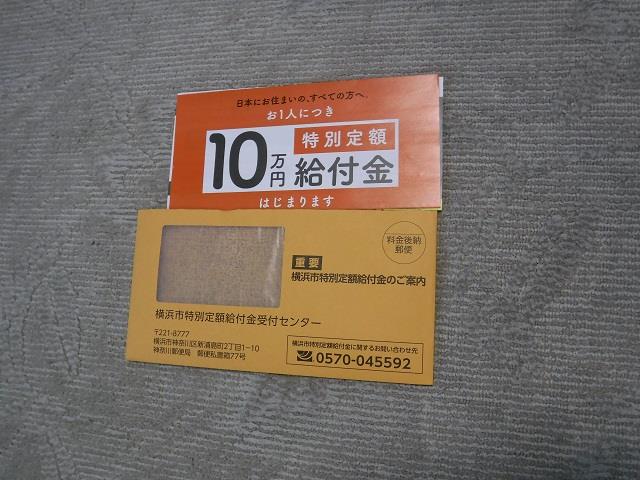 日本にお住まいの、すべての方へ。
お1人につき
10万円
特別定額
給付金
はじまります
料金後納
郵便
重要
横浜市特別定額給付金のご案内
横浜市特別定額給付金受付センター
〒221-8777
横浜市神奈川区新浦島町2丁目1-10
神奈川郵便局 郵便私書箱77号
横浜市特別定額給付金に関するお問い合わせ先
0570-045592